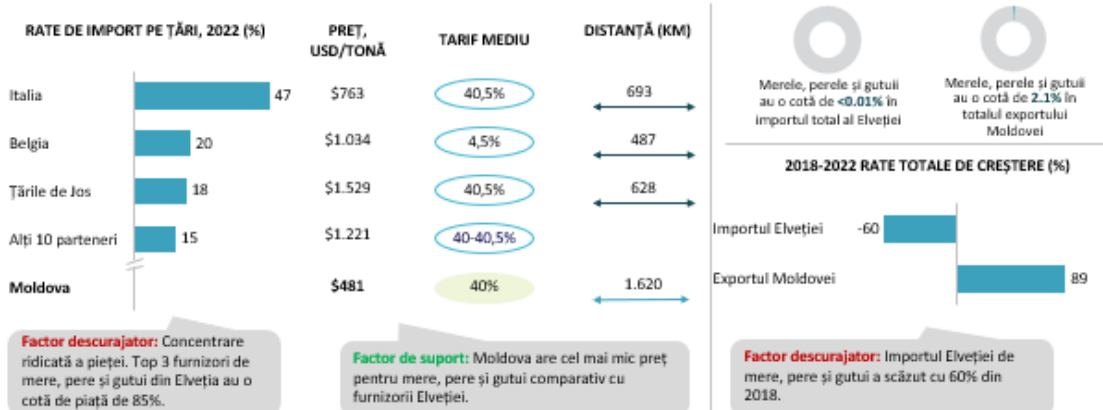 RATE DE IMPORT PE ȚĂRI, 2022 (%)
PREȚ,
USD/TONĂ
TARIF MEDIU
DISTANȚĂ (KM)
Italia
47
$763
40,5%
693
Belgia
20
$1.034
4,5%
487
Țările de Jos
18
$1.529
40,5%
628
Alți 10 parteneri
15
$1.221
40-40,5%
Moldova
$481
40%
1.620
Factor descurajator: Concentrare
ridicată a pieței. Top 3 furnizori de
mere, pere și gutui din Elveția au o
cotă de piață de 85%.
Factor de suport: Moldova are cel mai mic preț
pentru mere, pere și gutui comparativ cu
furnizorii Elveției.
Merele, perele și gutuii
au o cotă de <0.01% în
importul total al Elveției
Merele, perele și gutuii
au o cotă de 2.1% în
totalul exportului
Moldovei
2018-2022 RATE TOTALE DE CREȘTERE (%)
Importul Elveției
-60
Exportul Moldovei
89
Factor descurajator: Importul Elveției de
mere, pere și gutui a scăzut cu 60% din
2018.